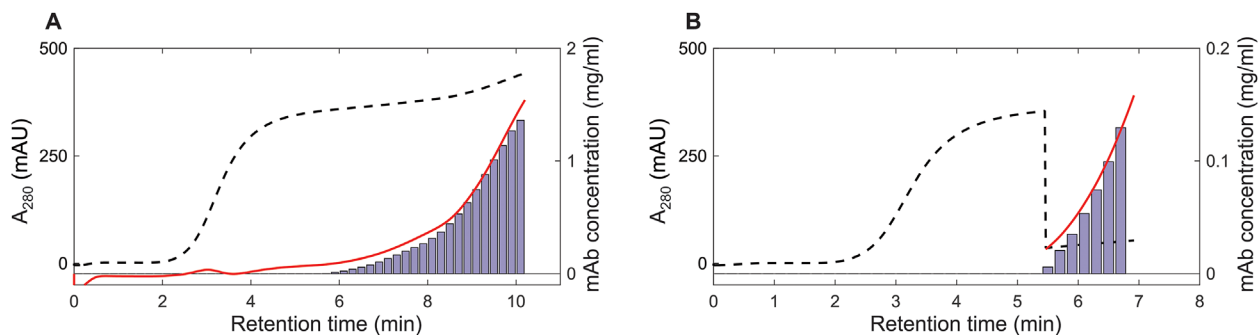 A
500
250
0
A280 (mAU)
0 2 4 6 8 10
Retention time (min)
2
1
0
mAb concentration (mg/ml)
B
500
250
0
A280 (mAU)
0 1 2 3 4 5 6 7 8
Retention time (min)
0.2
0.1
0
mAb concentration (mg/ml)